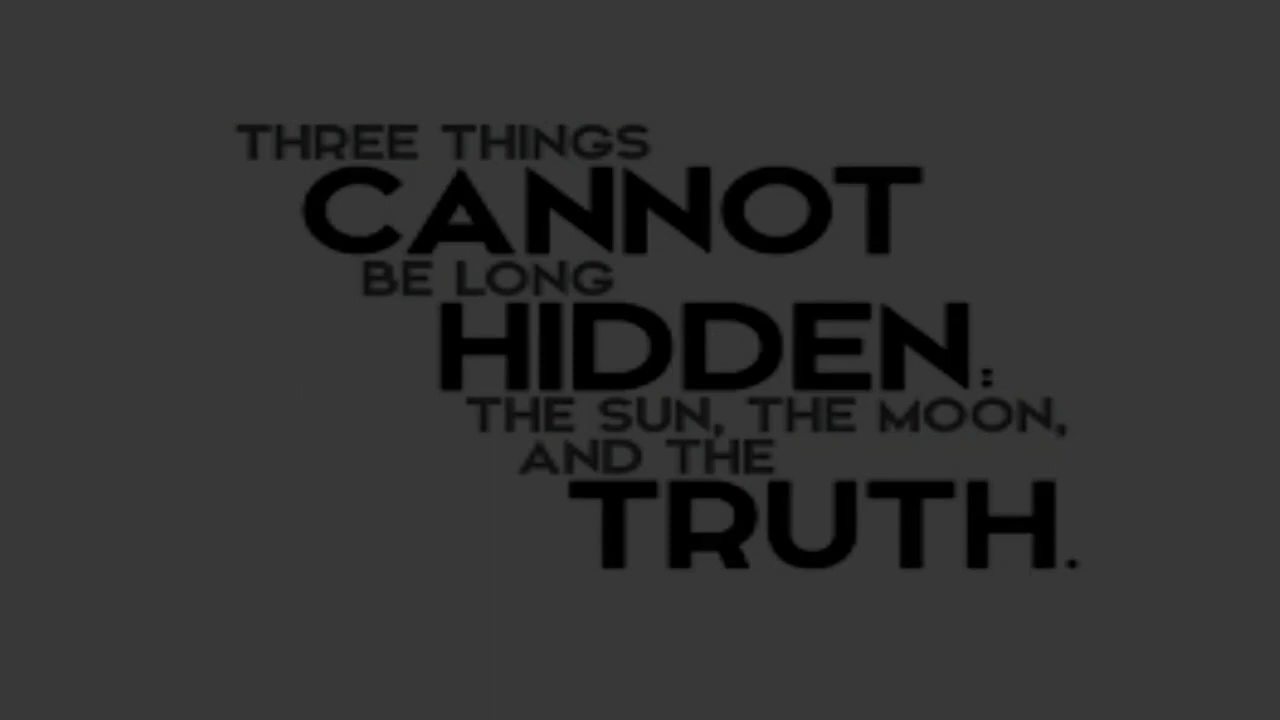 THREE THINGS
CANNOT
BE LONG
HIDDEN:
THE SUN, THE MOON,
AND THE
TRUTH.